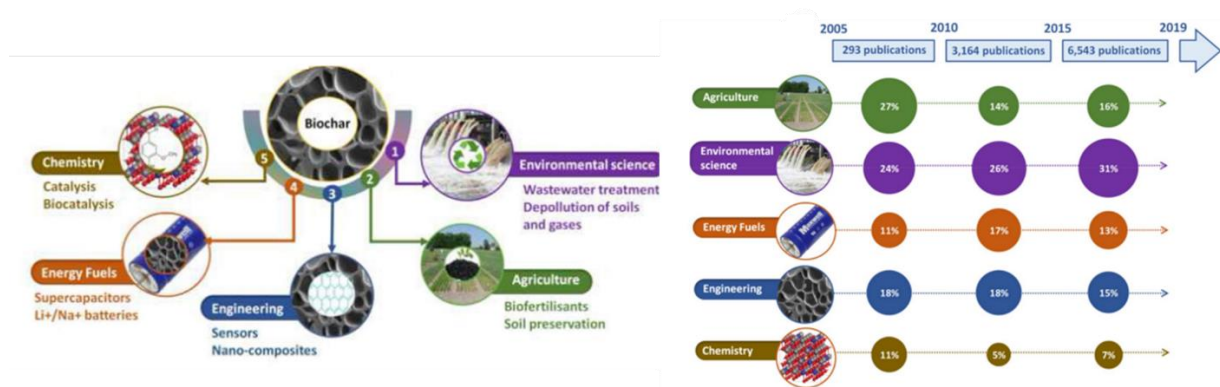 Biochar
1
2
3
4
5
Chemistry
Catalysis
Biocatalysis
Environmental science
Wastewater treatment
Depollution of soils
and gases
Energy Fuels
Supercapacitors
Li+/Na+ batteries
Engineering
Sensors
Nano-composites
Agriculture
Biofertilisants
Soil preservation
2005 2010 2015 2019
293 publications 3,164 publications 6,543 publications
Agriculture 27% 14% 16%
Environmental
science 24% 26% 31%
Energy Fuels 11% 17% 13%
Engineering 18% 18% 15%
Chemistry 11% 5% 7%